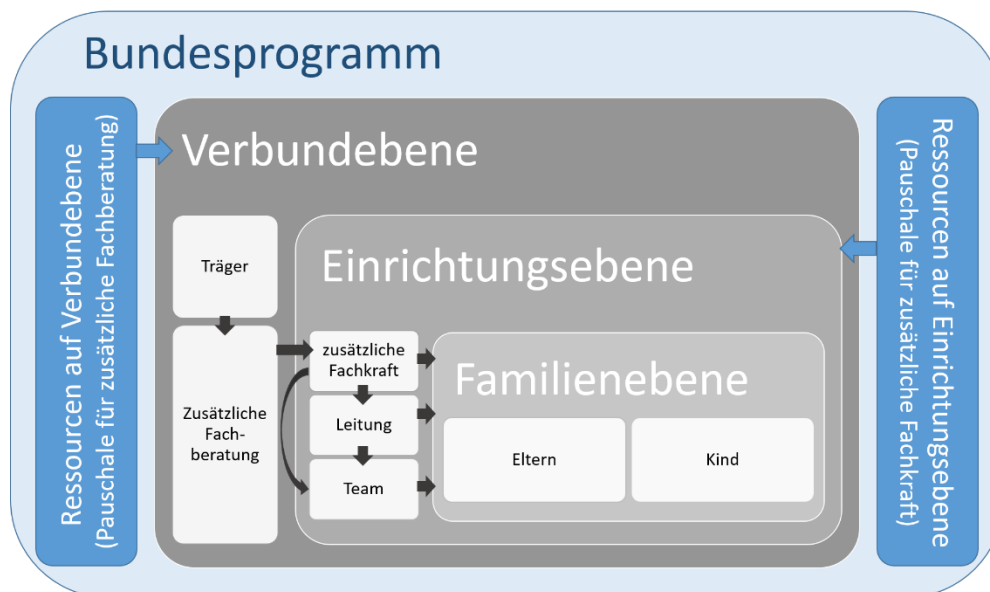 Bundesprogramm
Ressourcen auf Verbundebene
(Pauschale für zusätzliche Fachberatung)
Verbundebene
Träger
Zusätzliche
Fach-
beratung
Einrichtungsebene
zusätzliche
Fachkraft
Leitung
Team
Familienebene
Eltern
Kind
Ressourcen auf Einrichtungsebene
(Pauschale für zusätzliche Fachkraft)